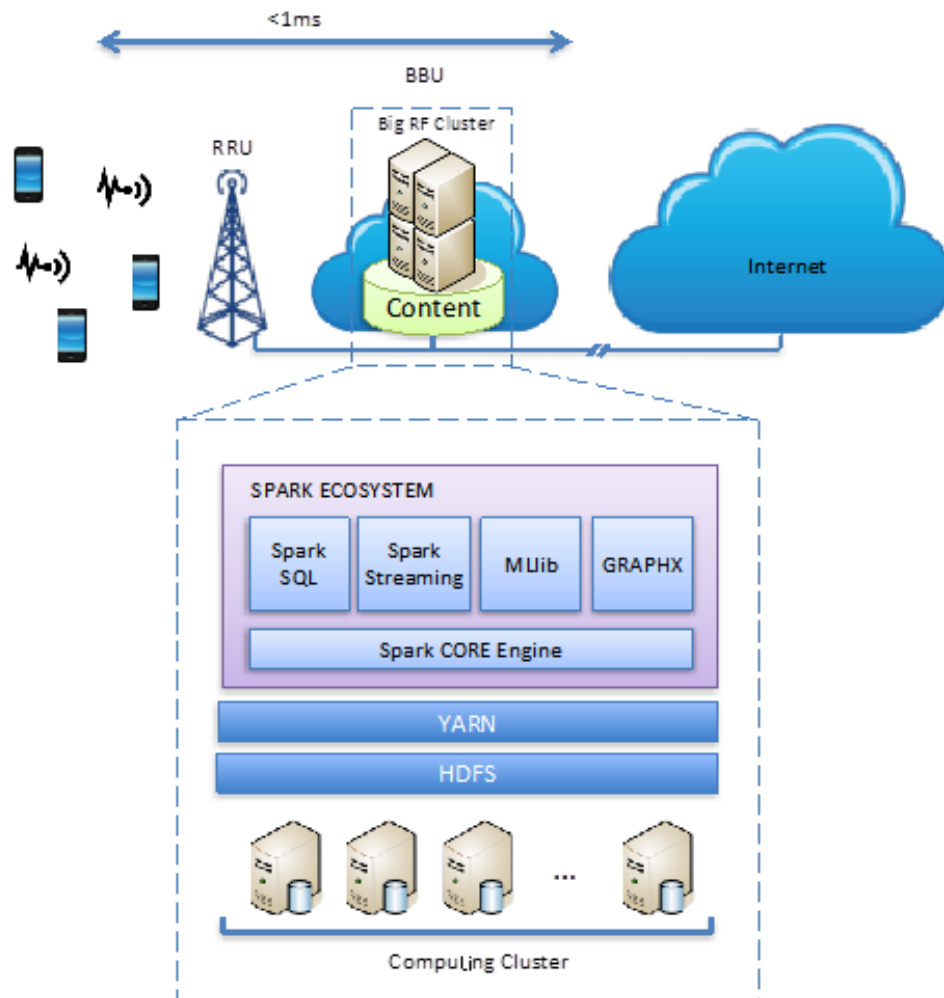 <1ms
BBU
Big RF Cluster
RRU
Content
Internet
SPARK ECOSYSTEM
Spark
SQL
Spark
Streaming
MLlib
GRAPHX
Spark CORE Engine
YARN
HDFS
...
Computing Cluster